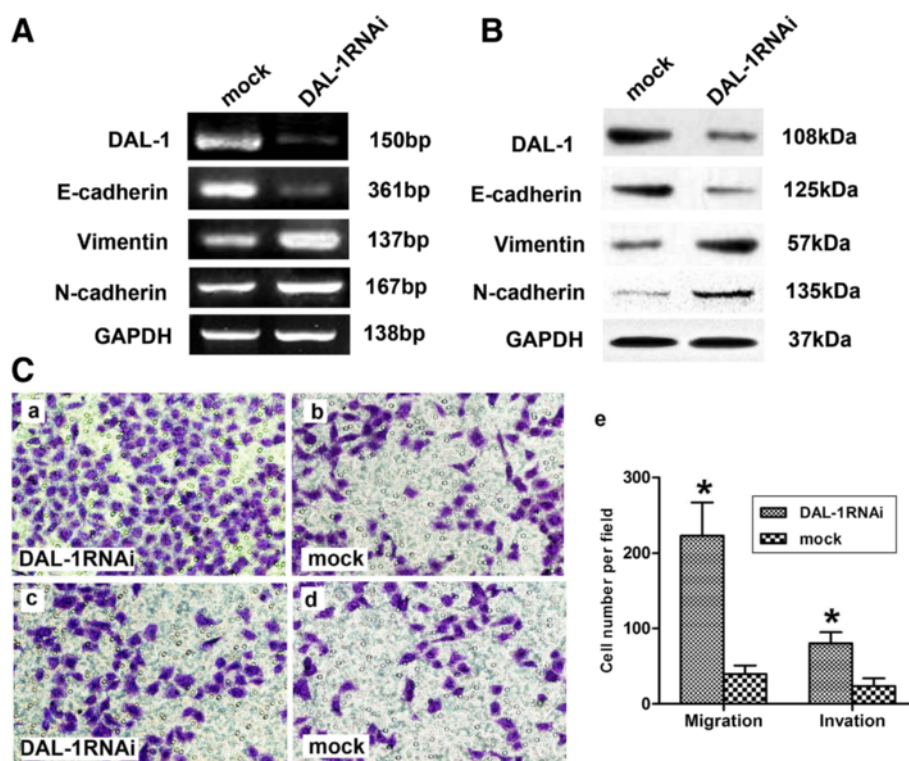 A
mock DAL-1RNAi
DAL-1 150bp
E-cadherin 361bp
Vimentin 137bp
N-cadherin 167bp
GAPDH 138bp
B
mock DAL-1RNAi
DAL-1 108kDa
E-cadherin 125kDa
Vimentin 57kDa
N-cadherin 135kDa
GAPDH 37kDa
C
a
DAL-1RNAi
b
mock
c
DAL-1RNAi
d
mock
e
Cell number per field
300
200
100
0
* *
DAL-1RNAi
mock
Migration Invation